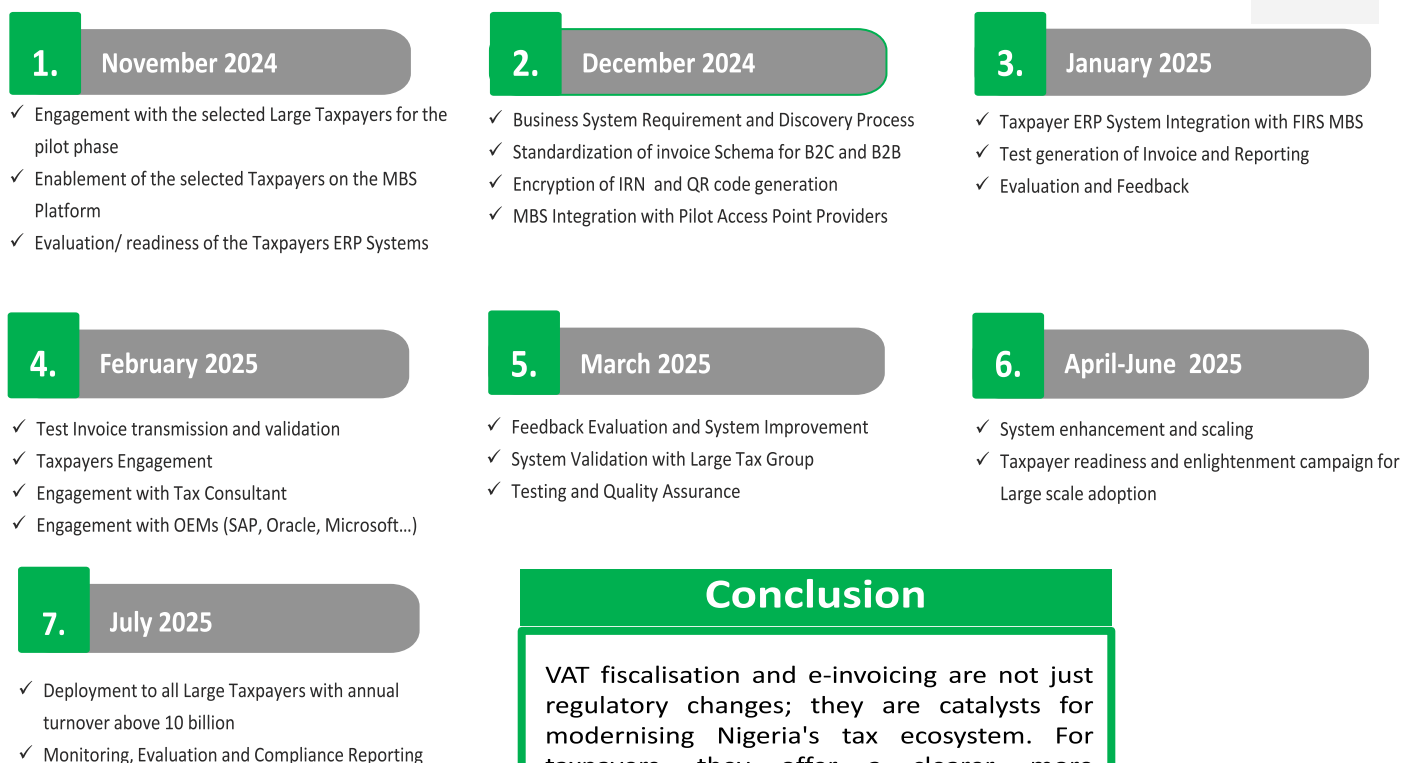 1.
November 2024
✓ Engagement with the selected Large Taxpayers for the
pilot phase
✓ Enablement of the selected Taxpayers on the MBS
Platform
✓ Evaluation/ readiness of the Taxpayers ERP Systems
2.
December 2024
✓ Business System Requirement and Discovery Process
✓ Standardization of invoice Schema for B2C and B2B
✓ Encryption of IRN and QR code generation
✓ MBS Integration with Pilot Access Point Providers
3.
January 2025
✓ Taxpayer ERP System Integration with FIRS MBS
✓ Test generation of Invoice and Reporting
✓ Evaluation and Feedback
4.
February 2025
✓ Test Invoice transmission and validation
✓ Taxpayers Engagement
✓ Engagement with Tax Consultant
✓ Engagement with OEMs (SAP, Oracle, Microsoft…)
5.
March 2025
✓ Feedback Evaluation and System Improvement
✓ System Validation with Large Tax Group
✓ Testing and Quality Assurance
6.
April-June 2025
✓ System enhancement and scaling
✓ Taxpayer readiness and enlightenment campaign for
Large scale adoption
7.
July 2025
✓ Deployment to all Large Taxpayers with annual
turnover above 10 billion
✓ Monitoring, Evaluation and Compliance Reporting
Conclusion
VAT fiscalisation and e-invoicing are not just
regulatory changes; they are catalysts for
modernising Nigeria's tax ecosystem. For
taxpayers, they offer a clearer, more